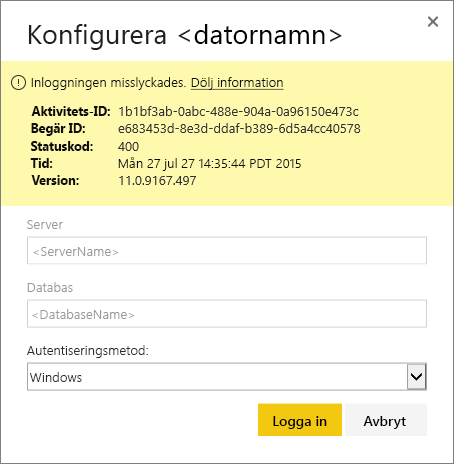 Konfigurera <datornamn>
Inloggningen misslyckades. Dölj information
Aktivitets-ID: 1b1bf3ab-0abc-488e-904a-0a96150e473c
Begär ID: e683453d-8e3d-ddaf-b389-6d5a4cc40578
Statuskod: 400
Tid: Mån 27 jul 27 14:35:44 PDT 2015
Version: 11.0.9167.497
Server
<ServerName>
Databas
<DatabaseName>
Autentiseringsmetod:
Windows
Logga in Avbryt